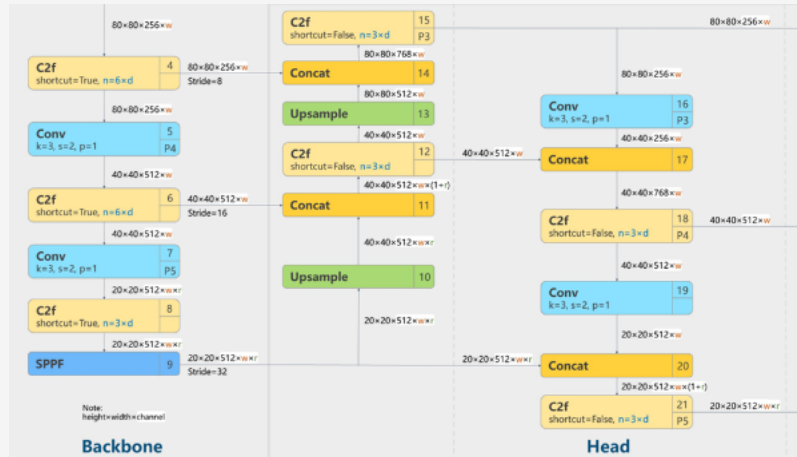 80×80×256×w
C2f
4
shortcut=True, n=6×d
80×80×256×w
Stride=8
80×80×256×w
Conv
5
k=3, s=2, p=1
P4
40×40×512×w
C2f
6
shortcut=True, n=6×d
40×40×512×w
Stride=16
40×40×512×w
Conv
7
k=3, s=2, p=1
P5
20×20×512×w×r
C2f
8
shortcut=True, n=3×d
20×20×512×w×r
SPPF
9
20×20×512×w×r
Stride=32
Note:
height×width×channel
Backbone
C2f
15
shortcut=False, n=3×d
P3
80×80×768×w
Concat
14
80×80×512×w
Upsample
13
40×40×512×w
C2f
12
shortcut=False, n=3×d
40×40×512×w
40×40×512×w×(1+r)
Concat
11
40×40×512×w×r
Upsample
10
20×20×512×w×r
20×20×512×w×r
80×80×256×w
80×80×256×w
Conv
16
k=3, s=2, p=1
P3
40×40×256×w
Concat
17
40×40×768×w
C2f
18
shortcut=False, n=3×d
P4
40×40×512×w
40×40×512×w
Conv
19
k=3, s=2, p=1
20×20×512×w
Concat
20
20×20×512×w×(1+r)
C2f
21
shortcut=False, n=3×d
P5
20×20×512×w×r
Head